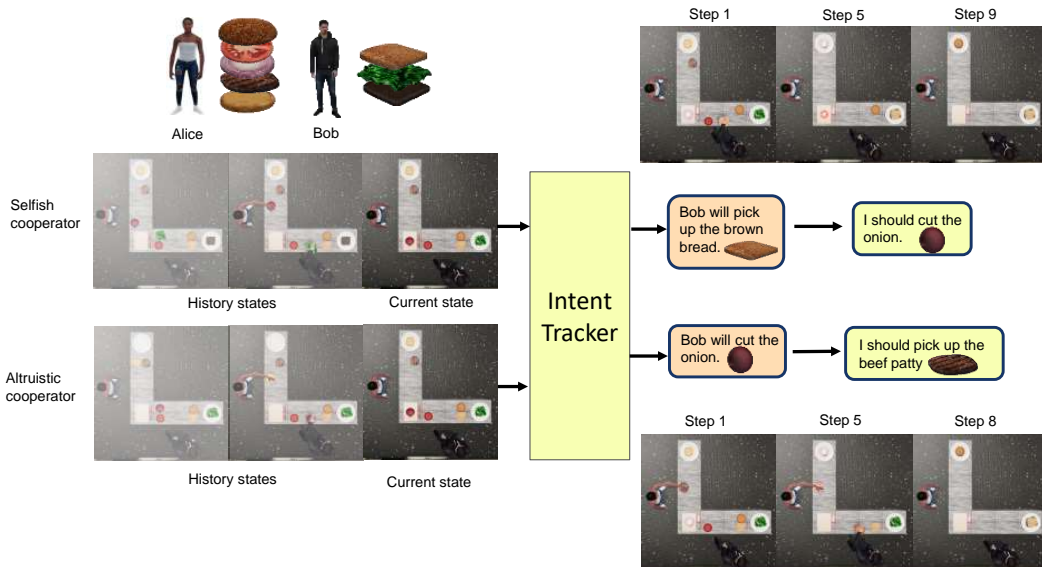 Step 1
Step 5
Step 9
Alice
Bob
Selfish
cooperator
History states
Current state
Intent
Tracker
Bob will pick
up the brown
bread.
I should cut the
onion.
Altruistic
cooperator
Bob will cut the
onion.
I should pick up the
beef patty
History states
Current state
Step 1
Step 5
Step 8